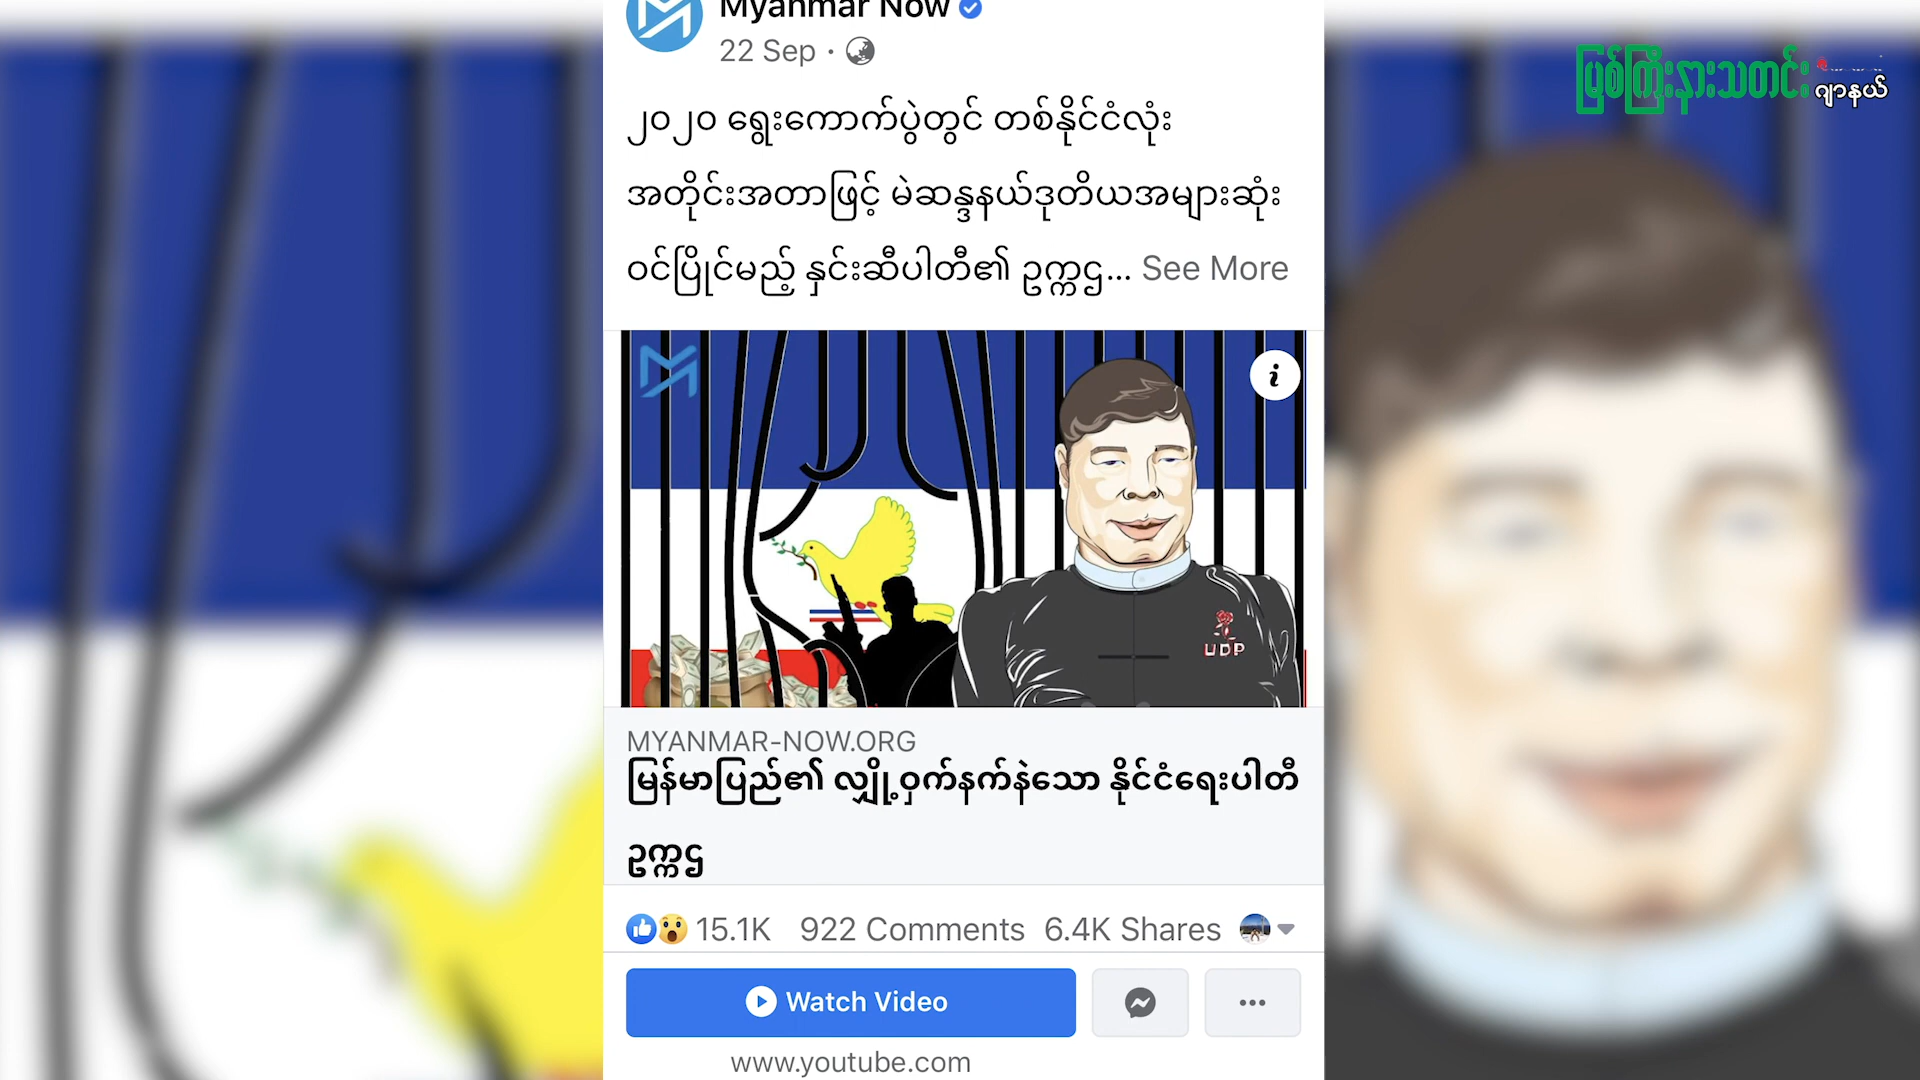 Myanmar Now
22 Sep ·
မြစ်ကြီးနားသတင်း
ဂျာနယ်
၂၀၂၀ ရွေးကောက်ပွဲတွင် တစ်နိုင်ငံလုံး
အတိုင်းအတာဖြင့် မဲဆန္ဒနယ်ဒုတိယအများဆုံး
ဝင်ပြိုင်မည့် နှင်းဆီပါတီ၏ ဥက္ကဌ... See More
i
UDP
MYANMAR-NOW.ORG
မြန်မာပြည်၏ လျှို့ဝှက်နက်နဲသော နိုင်ငံရေးပါတီ
ဥက္ကဌ
15.1K 922 Comments 6.4K Shares
Watch Video
www.youtube.com